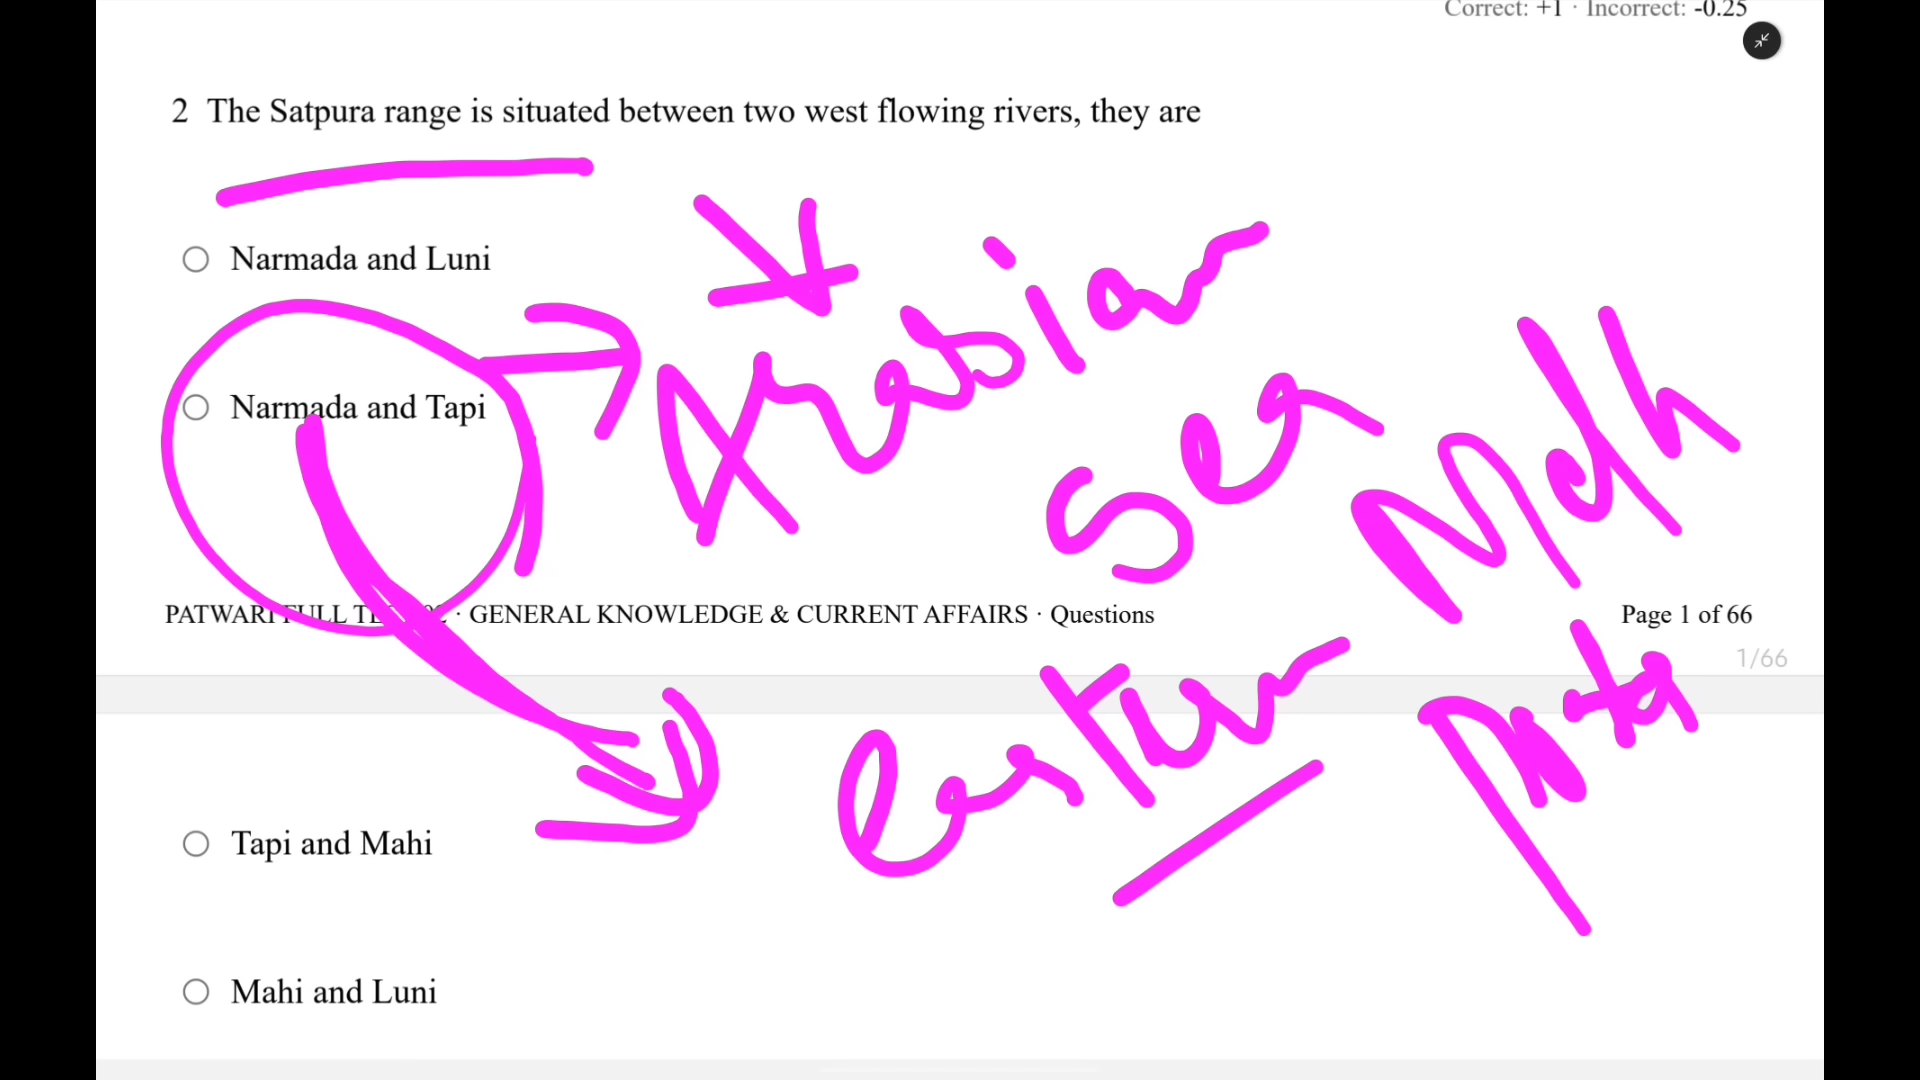 Correct: +1 · Incorrect: -0.25
2 The Satpura range is situated between two west flowing rivers, they are
Narmada and Luni
Arabian
Sea
Narmada and Tapi
PATWARI FULL · GENERAL KNOWLEDGE & CURRENT AFFAIRS · Questions
Page 1 of 66
1/66
Tapi and Mahi
Mahi and Luni